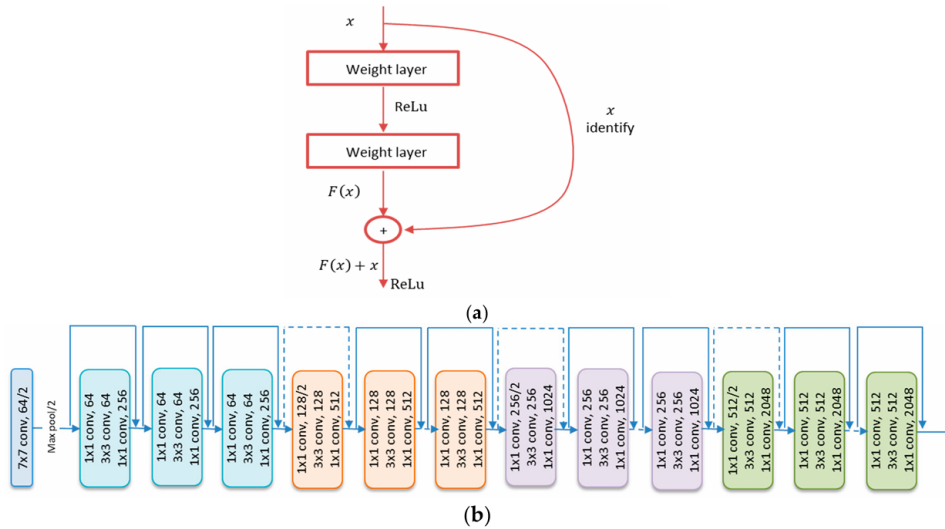 x
Weight layer
ReLu
x
identify
Weight layer
F(x)
+
F(x) + x
ReLu
(a)
7x7 conv, 64/2
Max pool/2
1x1 conv, 64
3x3 conv, 64
1x1 conv, 256
1x1 conv, 64
3x3 conv, 64
1x1 conv, 256
1x1 conv, 64
3x3 conv, 64
1x1 conv, 256
1x1 conv, 128/2
3x3 conv, 128
1x1 conv, 512
1x1 conv, 128
3x3 conv, 128
1x1 conv, 512
1x1 conv, 128
3x3 conv, 128
1x1 conv, 512
1x1 conv, 256/2
3x3 conv, 256
1x1 conv, 1024
1x1 conv, 256
3x3 conv, 256
1x1 conv, 1024
1x1 conv, 256
3x3 conv, 256
1x1 conv, 1024
1x1 conv, 512/2
3x3 conv, 512
1x1 conv, 2048
1x1 conv, 512
3x3 conv, 512
1x1 conv, 2048
1x1 conv, 512
3x3 conv, 512
1x1 conv, 2048
(b)